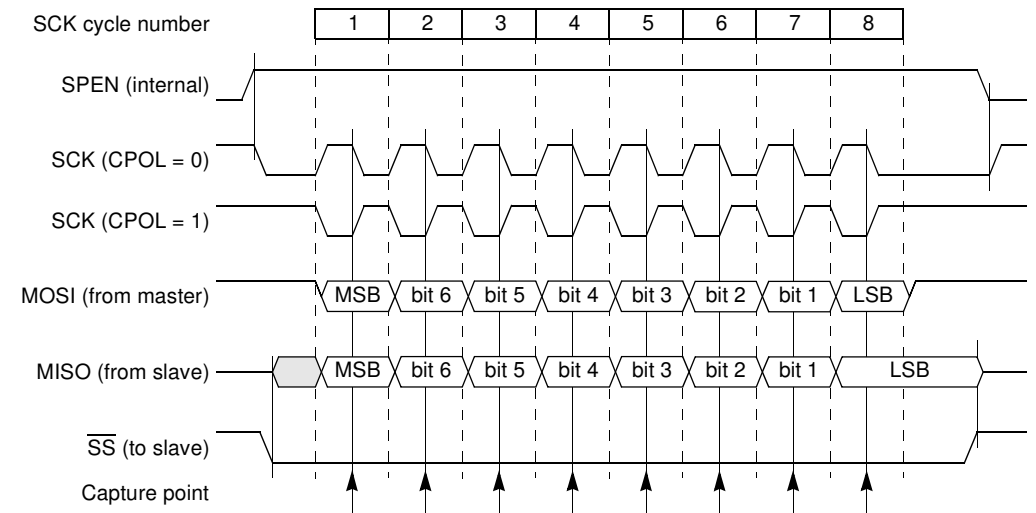 SCK cycle number 1 2 3 4 5 6 7 8
SPEN (internal)
SCK (CPOL = 0)
SCK (CPOL = 1)
MOSI (from master) MSB bit 6 bit 5 bit 4 bit 3 bit 2 bit 1 LSB
MISO (from slave) MSB bit 6 bit 5 bit 4 bit 3 bit 2 bit 1 LSB
S̅S̅ (to slave)
Capture point